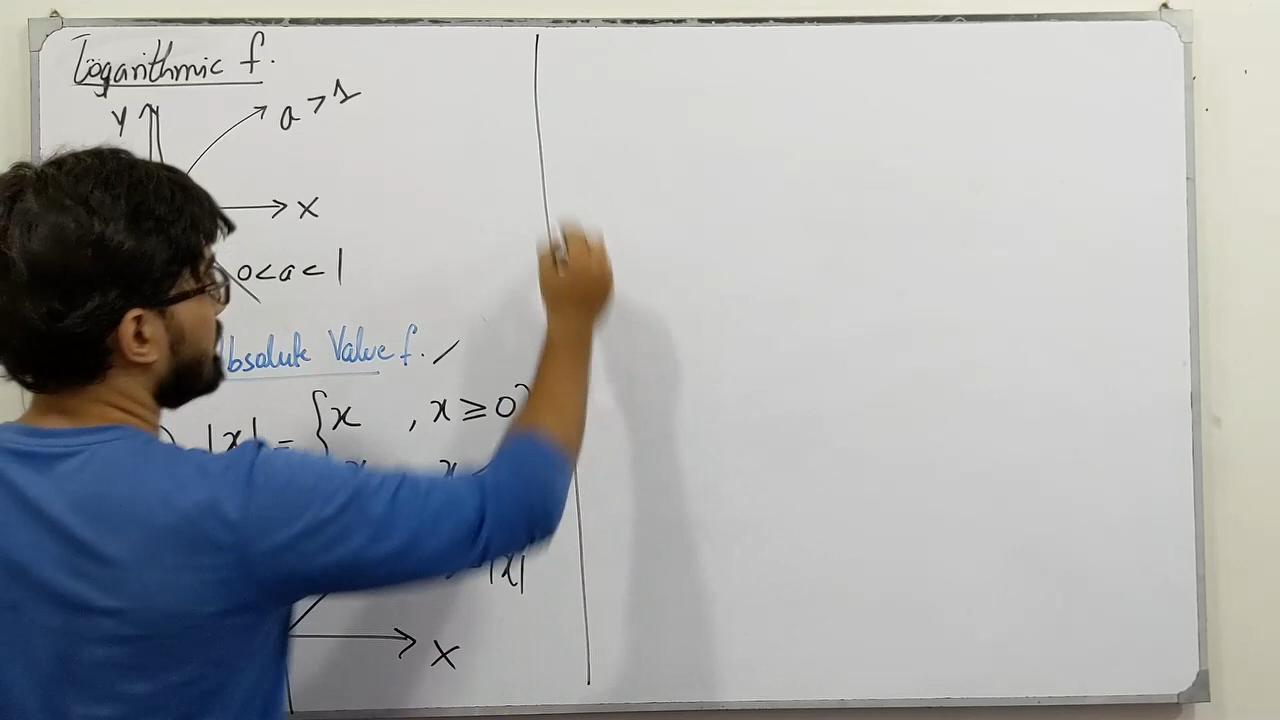 Logarithmic f.
Y a > 1
X
0 < a < 1
bsolute Value f.
|x| = { x , x ≥ 0
x
|x|
X